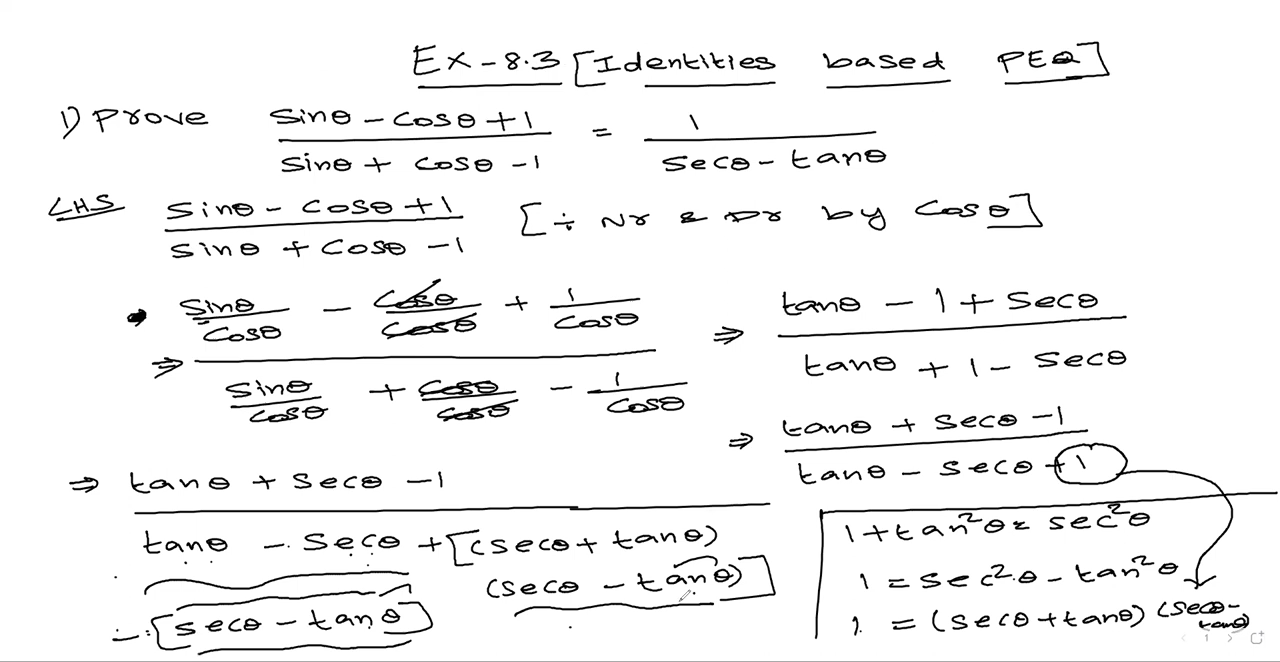 Ex-8.3 [Identities based PEQ]
1) Prove (sinθ - cosθ + 1)/(sinθ + cosθ - 1) = 1/(secθ - tanθ)
LHS (sinθ - cosθ + 1)/(sinθ + cosθ - 1) [÷ Nr & Dr by cosθ]
⇒ (sinθ/cosθ - cosθ/cosθ + 1/cosθ)/(sinθ/cosθ + cosθ/cosθ - 1/cosθ)
⇒ (tanθ - 1 + secθ)/(tanθ + 1 - secθ)
⇒ (tanθ + secθ - 1)/(tanθ - secθ + 1)
⇒ (tanθ + secθ - 1)/(tanθ - secθ + [(secθ + tanθ)
(secθ - tanθ)]
-[secθ - tanθ]
1 + tan²θ = sec²θ
1 = sec²θ - tan²θ
1 = (secθ + tanθ) (secθ - tanθ)